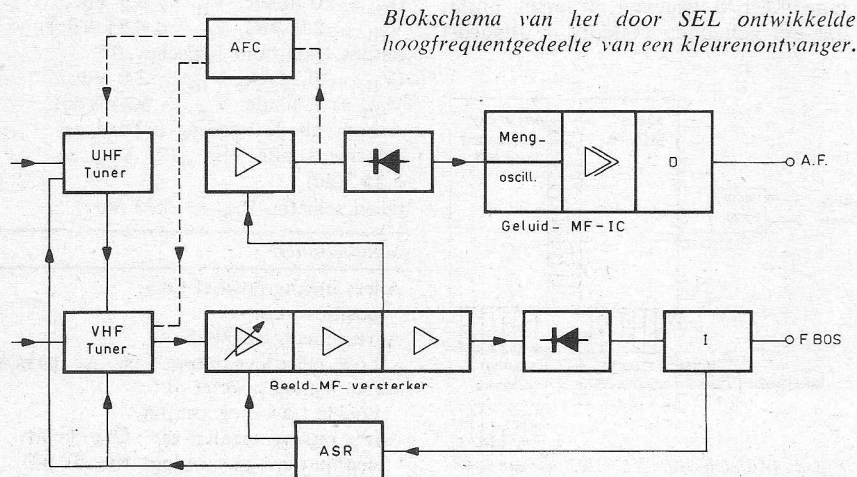 Blokschema van het door SEL ontwikkelde
hoogfrequentgedeelte van een kleurenontvanger.
AFC
UHF
Tuner
Meng_
oscill.
D
A.F.
Geluid_ MF-IC
VHF
Tuner
I
F BOS
Beeld_MF_versterker
ASR